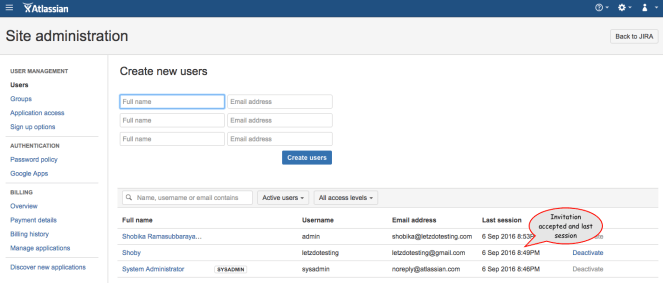 Atlassian
Site administration
Back to JIRA
USER MANAGEMENT
Users
Groups
Application access
Sign up options
AUTHENTICATION
Password policy
Google Apps
BILLING
Overview
Payment details
Billing history
Manage applications
Discover new applications
Create new users
Full name Email address
Full name Email address
Full name Email address
Create users
Name, username or email contains Active users All access levels
Full name Username Email address Last session
Shobika Ramasubbaraya... admin shobika@letzdotesting.com 6 Sep 2016 8:53PM Deactivate
Shoby letzdotesting letzdotesting@gmail.com 6 Sep 2016 8:49PM Deactivate
System Administrator SYSADMIN sysadmin noreply@atlassian.com 6 Sep 2016 8:46PM Deactivate
Invitation
accepted and last
session